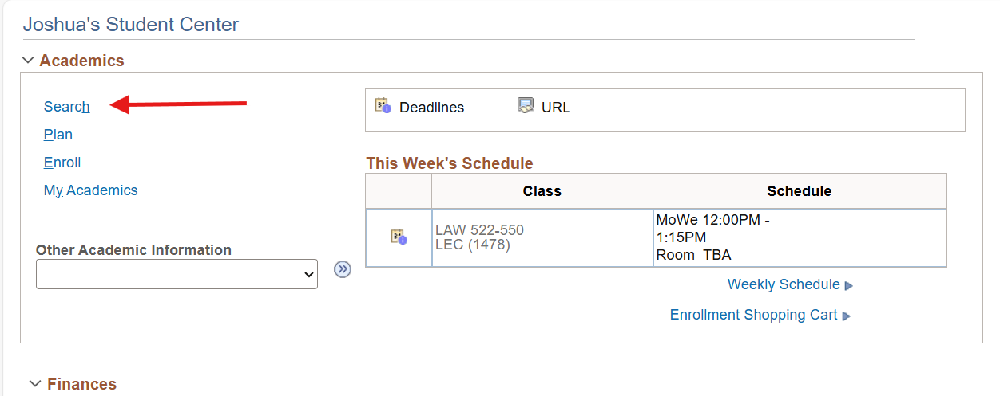 Joshua's Student Center
Academics
Search
Plan
Enroll
My Academics
Other Academic Information
Deadlines
URL
This Week's Schedule
Class
Schedule
LAW 522-550
LEC (1478)
MoWe 12:00PM -
1:15PM
Room TBA
Weekly Schedule
Enrollment Shopping Cart
Finances